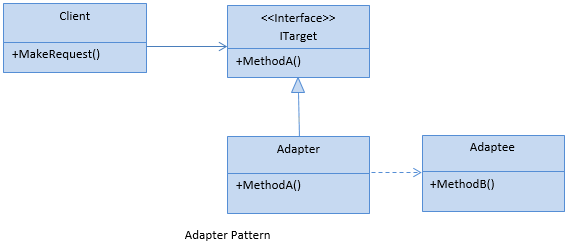 Client
+MakeRequest()
<<Interface>>
ITarget
+MethodA()
Adapter
+MethodA()
Adaptee
+MethodB()
Adapter Pattern